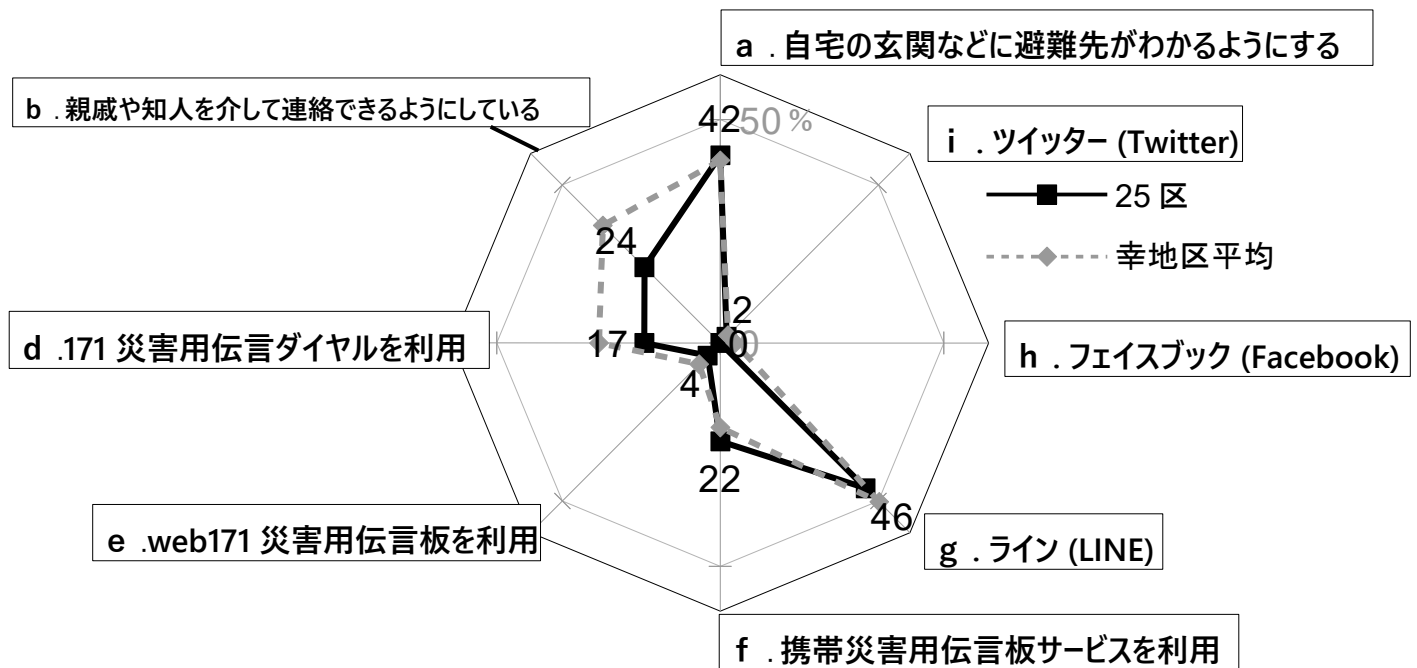 a . 自宅の玄関などに避難先がわかるようにする
b . 親戚や知人を介して連絡できるようにしている
42
50 %
i . ツイッター (Twitter)
25 区
幸地区平均
24
2
d .171 災害用伝言ダイヤルを利用
17
0
0
h . フェイスブック (Facebook)
4
22
46
e .web171 災害用伝言板を利用
g . ライン (LINE)
f . 携帯災害用伝言板サービスを利用